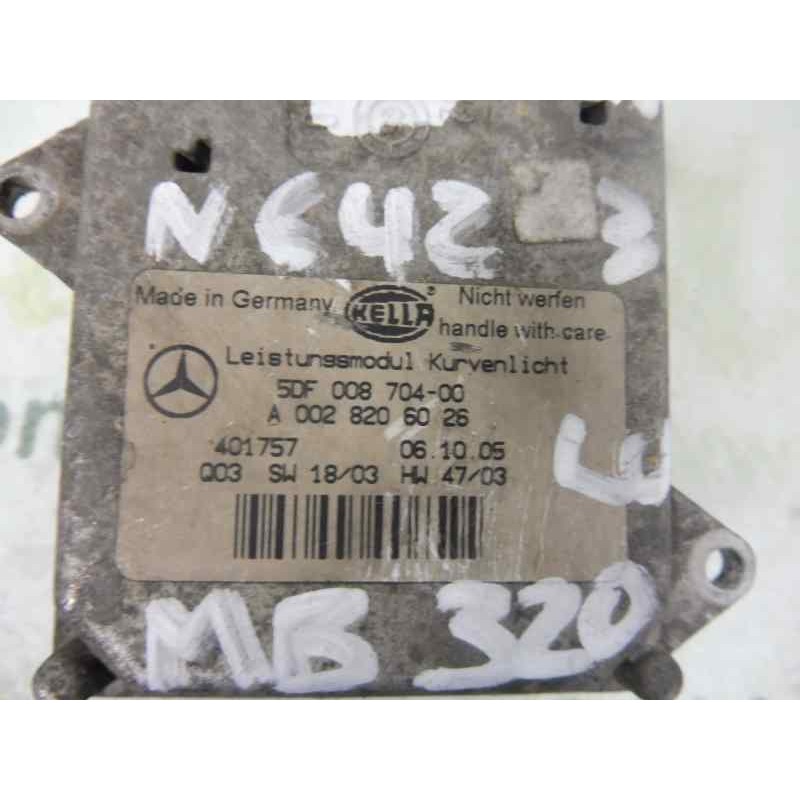 N642 3
Made in Germany HELLA ® Nicht werfen
handle with care
Leistungsmodul Kurvenlicht
5DF 008 704-00
A 002 820 60 26
401757 06.10.05
Q03 SW 18/03 HW 47/03
E
MB 320